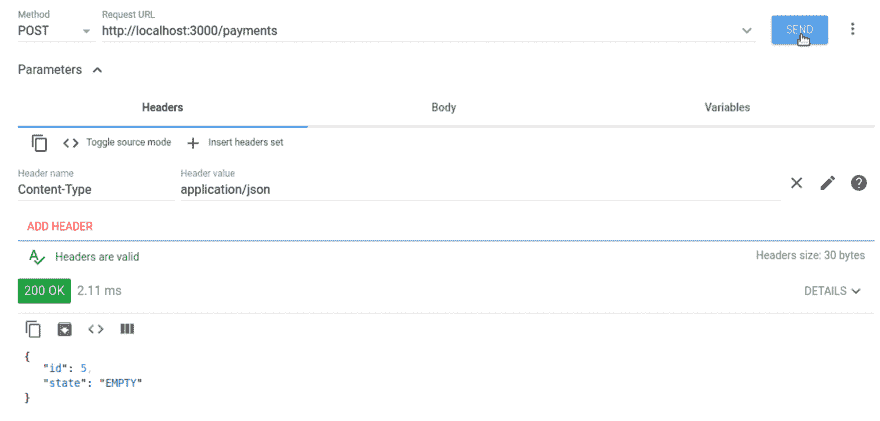 Method
Request URL
POST
http://localhost:3000/payments
SEND
Parameters
Headers
Body
Variables
Toggle source mode
Insert headers set
Header name
Header value
Content-Type
application/json
ADD HEADER
Headers are valid
Headers size: 30 bytes
200 OK
2.11 ms
DETAILS
{
"id": 5,
"state": "EMPTY"
}